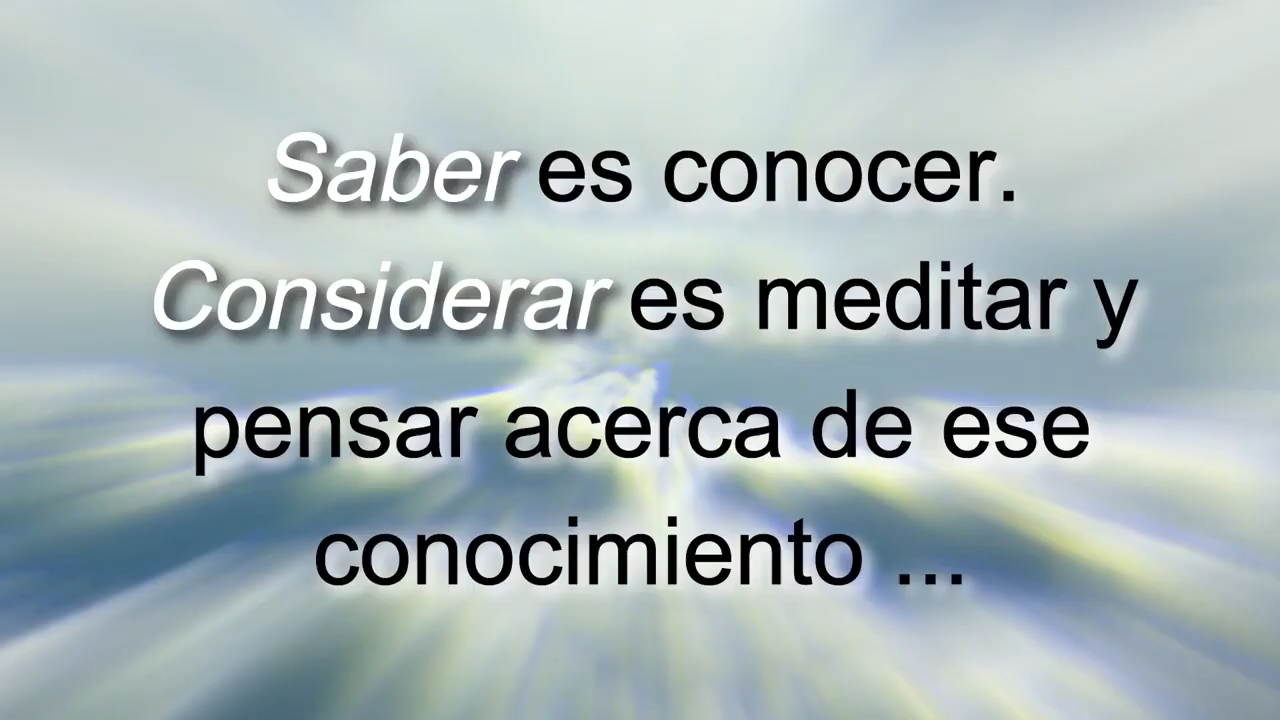 Saber es conocer.
Considerar es meditar y
pensar acerca de ese
conocimiento ...